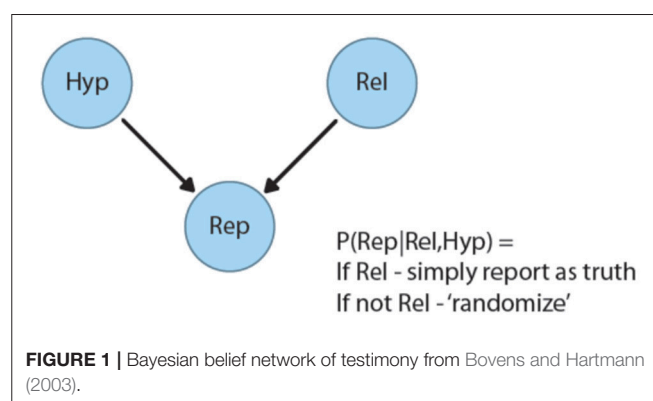 Hyp
Rel
Rep
P(Rep|Rel,Hyp) =
If Rel - simply report as truth
If not Rel -‘randomize’
FIGURE 1 | Bayesian belief network of testimony from Bovens and Hartmann
(2003).